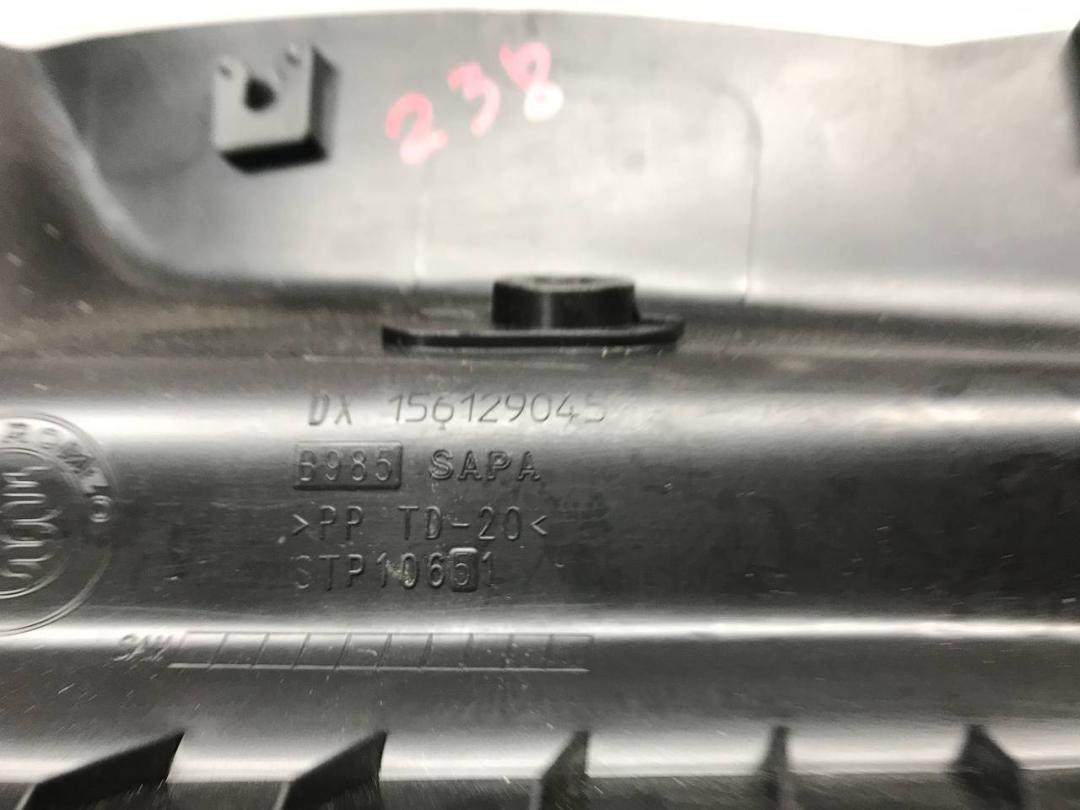 238
DX 156129045
B985 SAPA
>PP TD-20<
STP10651